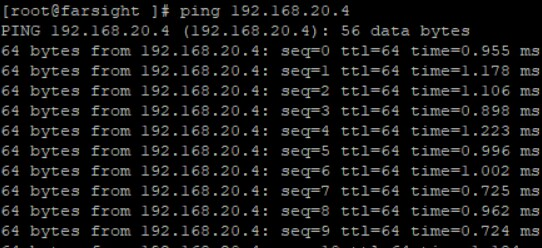 [root@farsight ]# ping 192.168.20.4
PING 192.168.20.4 (192.168.20.4): 56 data bytes
64 bytes from 192.168.20.4: seq=0 ttl=64 time=0.955 ms
64 bytes from 192.168.20.4: seq=1 ttl=64 time=1.178 ms
64 bytes from 192.168.20.4: seq=2 ttl=64 time=1.106 ms
64 bytes from 192.168.20.4: seq=3 ttl=64 time=0.898 ms
64 bytes from 192.168.20.4: seq=4 ttl=64 time=1.223 ms
64 bytes from 192.168.20.4: seq=5 ttl=64 time=0.996 ms
64 bytes from 192.168.20.4: seq=6 ttl=64 time=1.002 ms
64 bytes from 192.168.20.4: seq=7 ttl=64 time=0.725 ms
64 bytes from 192.168.20.4: seq=8 ttl=64 time=0.962 ms
64 bytes from 192.168.20.4: seq=9 ttl=64 time=0.724 ms